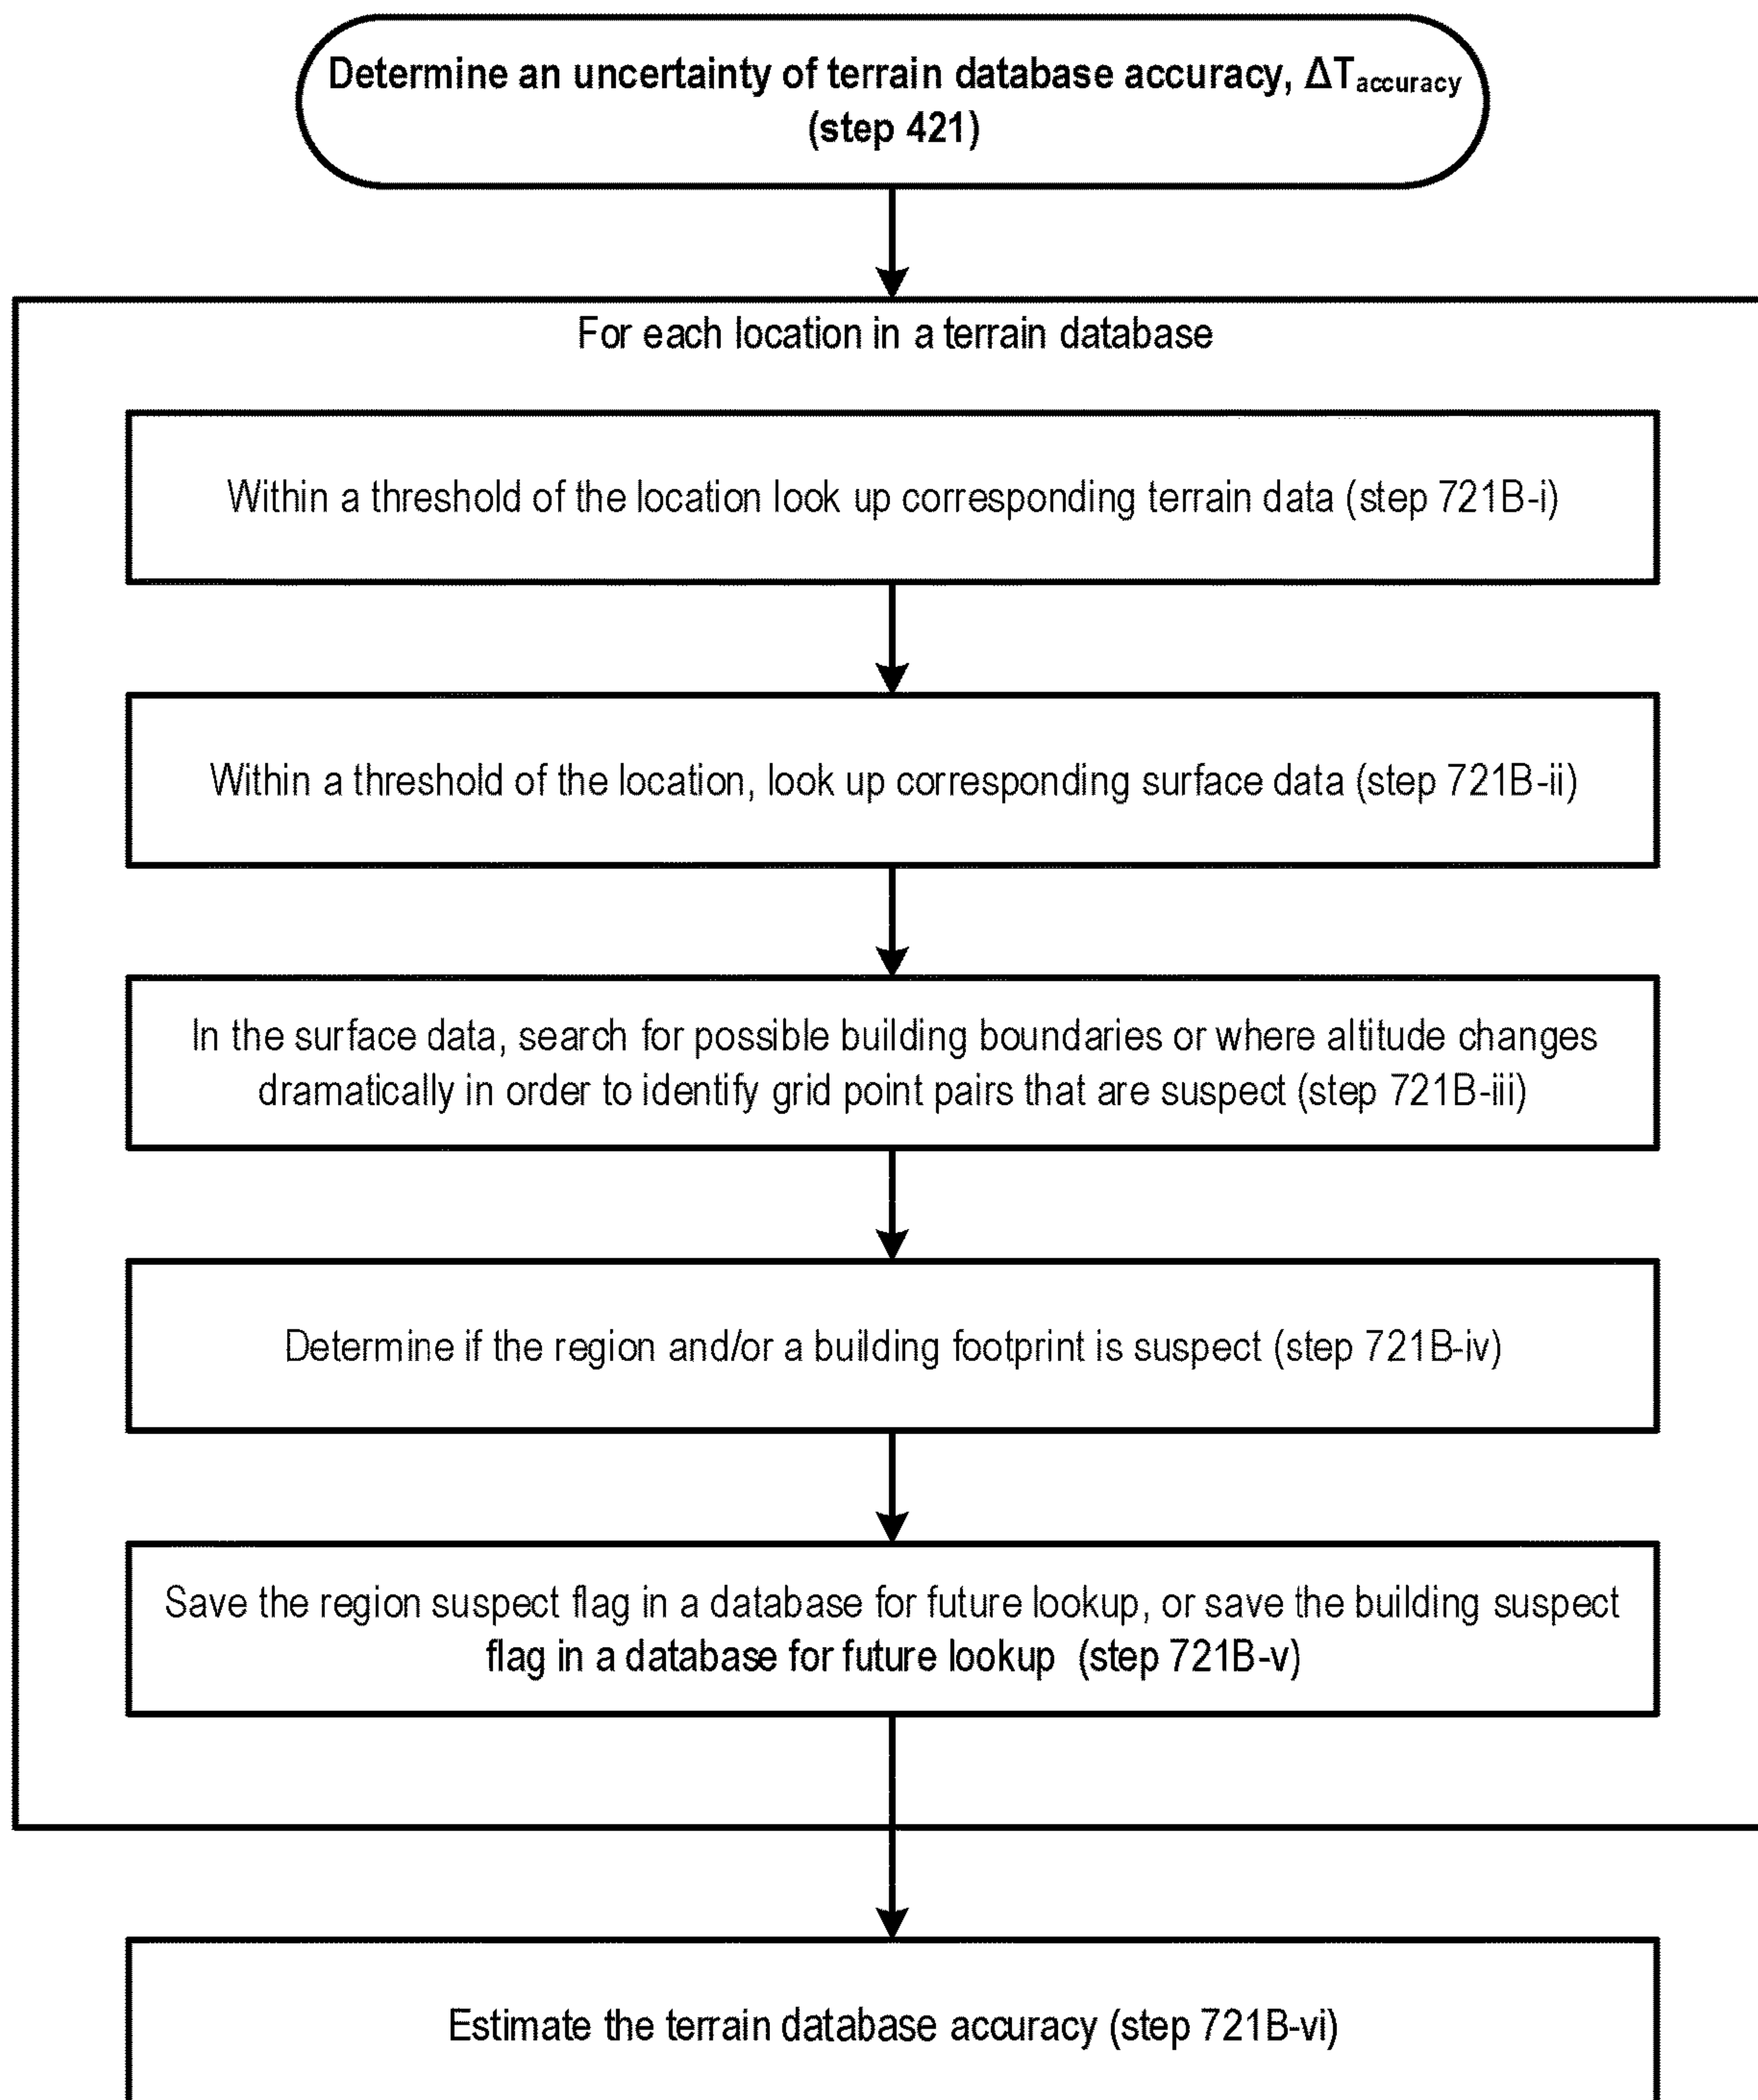 Determine an uncertainty of terrain database accuracy, ΔTaccuracy
(step 421)
For each location in a terrain database
Within a threshold of the location look up corresponding terrain data (step 721B-i)
Within a threshold of the location, look up corresponding surface data (step 721B-ii)
In the surface data, search for possible building boundaries or where altitude changes
dramatically in order to identify grid point pairs that are suspect (step 721B-iii)
Determine if the region and/or a building footprint is suspect (step 721B-iv)
Save the region suspect flag in a database for future lookup, or save the building suspect
flag in a database for future lookup (step 721B-v)
Estimate the terrain database accuracy (step 721B-vi)